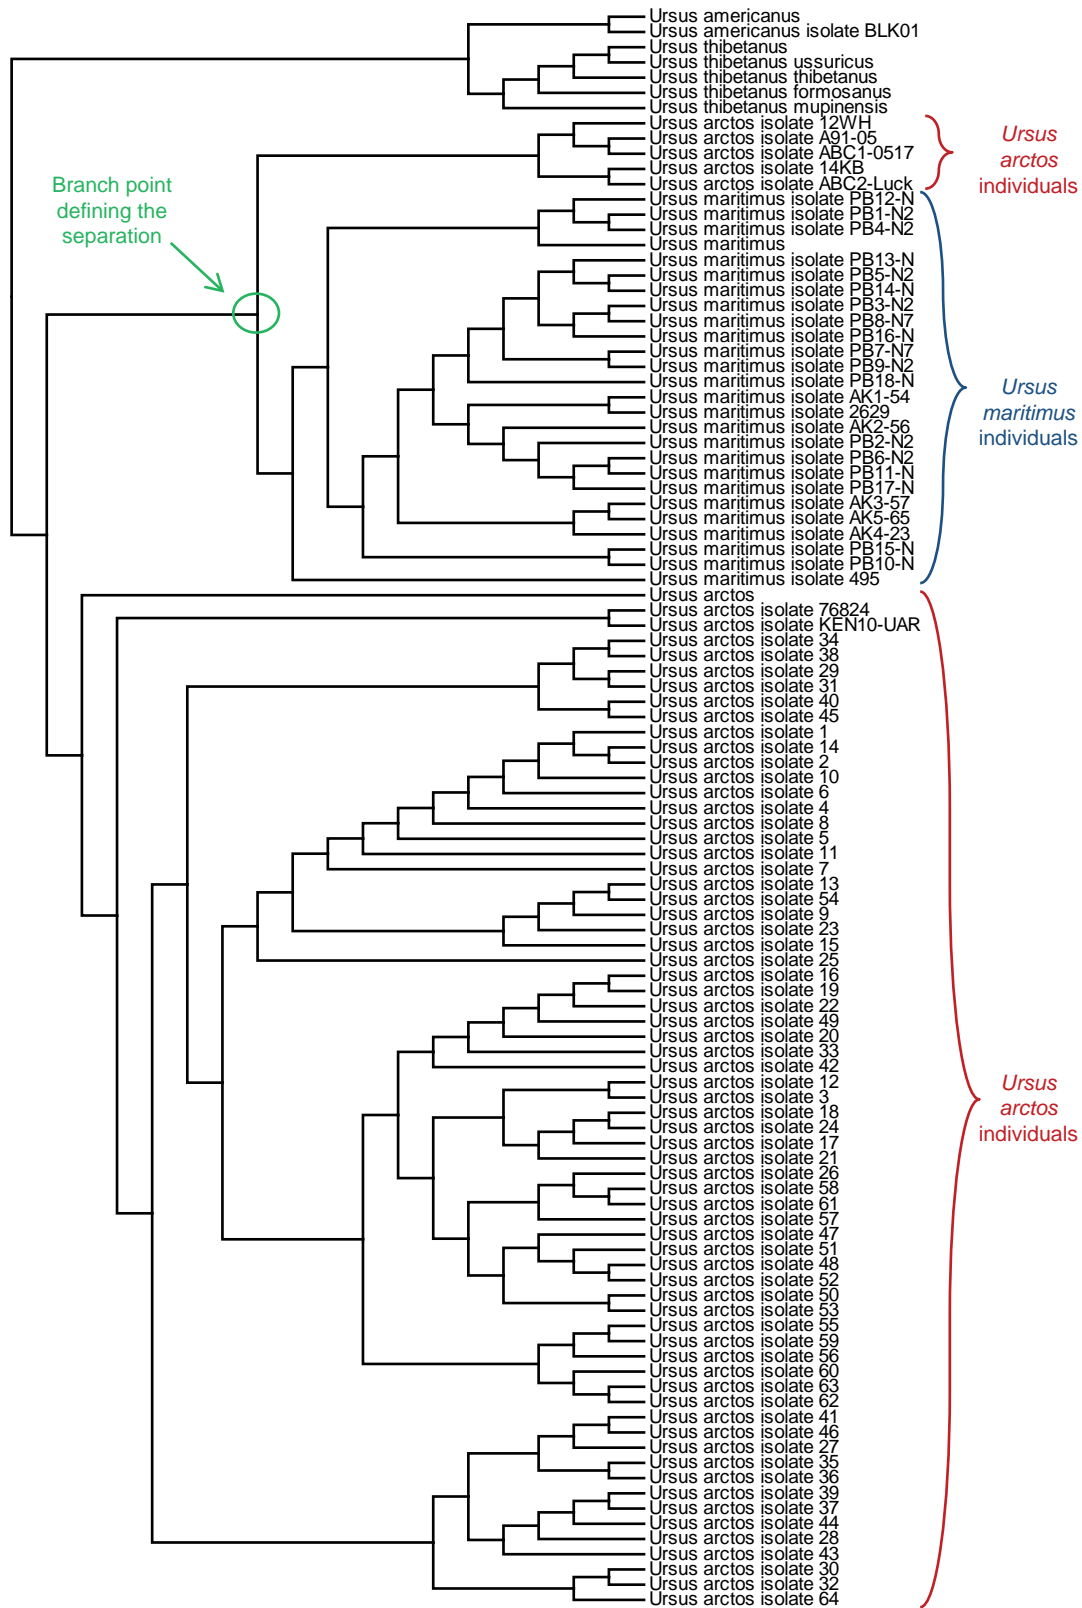 Ursus americanus
Ursus americanus isolate BLK01
Ursus thibetanus
Ursus thibetanus ussuricus
Ursus thibetanus thibetanus
Ursus thibetanus formosanus
Ursus thibetanus mupinensis
Ursus arctos isolate 12WH
Ursus arctos isolate A91-05
Ursus arctos isolate ABC1-0517
Ursus arctos isolate 14KB
Ursus arctos isolate ABC2-Luck
Ursus
arctos
individuals
Branch point
defining the
separation
Ursus maritimus isolate PB12-N
Ursus maritimus isolate PB1-N2
Ursus maritimus isolate PB4-N2
Ursus maritimus
Ursus maritimus isolate PB13-N
Ursus maritimus isolate PB5-N2
Ursus maritimus isolate PB14-N
Ursus maritimus isolate PB3-N2
Ursus maritimus isolate PB8-N7
Ursus maritimus isolate PB16-N
Ursus maritimus isolate PB7-N7
Ursus maritimus isolate PB9-N2
Ursus maritimus isolate PB18-N
Ursus maritimus isolate AK1-54
Ursus maritimus isolate 2629
Ursus maritimus isolate AK2-56
Ursus maritimus isolate PB2-N2
Ursus maritimus isolate PB6-N2
Ursus maritimus isolate PB11-N
Ursus maritimus isolate PB17-N
Ursus maritimus isolate AK3-57
Ursus maritimus isolate AK5-65
Ursus maritimus isolate AK4-23
Ursus maritimus isolate PB15-N
Ursus maritimus isolate PB10-N
Ursus maritimus isolate 495
Ursus
maritimus
individuals
Ursus arctos
Ursus arctos isolate 76824
Ursus arctos isolate KEN10-UAR
Ursus arctos isolate 34
Ursus arctos isolate 38
Ursus arctos isolate 29
Ursus arctos isolate 31
Ursus arctos isolate 40
Ursus arctos isolate 45
Ursus arctos isolate 1
Ursus arctos isolate 14
Ursus arctos isolate 2
Ursus arctos isolate 10
Ursus arctos isolate 6
Ursus arctos isolate 4
Ursus arctos isolate 8
Ursus arctos isolate 5
Ursus arctos isolate 11
Ursus arctos isolate 7
Ursus arctos isolate 13
Ursus arctos isolate 54
Ursus arctos isolate 9
Ursus arctos isolate 23
Ursus arctos isolate 15
Ursus arctos isolate 25
Ursus arctos isolate 16
Ursus arctos isolate 19
Ursus arctos isolate 22
Ursus arctos isolate 49
Ursus arctos isolate 20
Ursus arctos isolate 33
Ursus arctos isolate 42
Ursus arctos isolate 12
Ursus arctos isolate 3
Ursus arctos isolate 18
Ursus arctos isolate 24
Ursus arctos isolate 17
Ursus arctos isolate 21
Ursus arctos isolate 26
Ursus arctos isolate 58
Ursus arctos isolate 61
Ursus arctos isolate 57
Ursus arctos isolate 47
Ursus arctos isolate 51
Ursus arctos isolate 48
Ursus arctos isolate 52
Ursus arctos isolate 50
Ursus arctos isolate 53
Ursus arctos isolate 55
Ursus arctos isolate 59
Ursus arctos isolate 56
Ursus arctos isolate 60
Ursus arctos isolate 63
Ursus arctos isolate 62
Ursus arctos isolate 41
Ursus arctos isolate 46
Ursus arctos isolate 27
Ursus arctos isolate 35
Ursus arctos isolate 36
Ursus arctos isolate 39
Ursus arctos isolate 37
Ursus arctos isolate 44
Ursus arctos isolate 28
Ursus arctos isolate 43
Ursus arctos isolate 30
Ursus arctos isolate 32
Ursus arctos isolate 64
Ursus
arctos
individuals